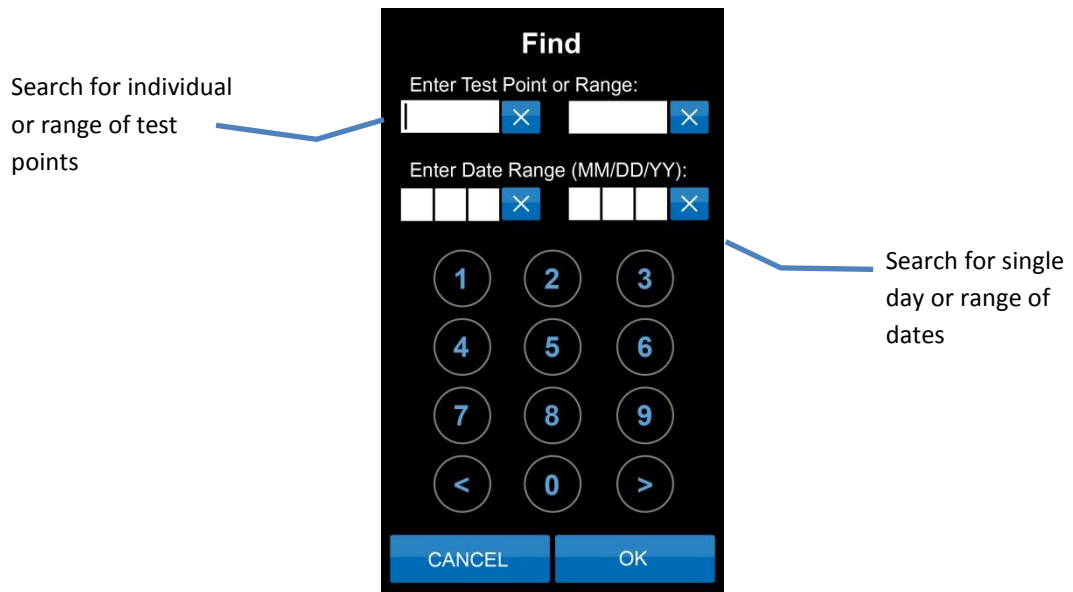 Find
Search for individual
or range of test
points
Enter Test Point or Range:
Enter Date Range (MM/DD/YY):
Search for single
day or range of
dates
1 2 3
4 5 6
7 8 9
< 0 >
CANCEL OK